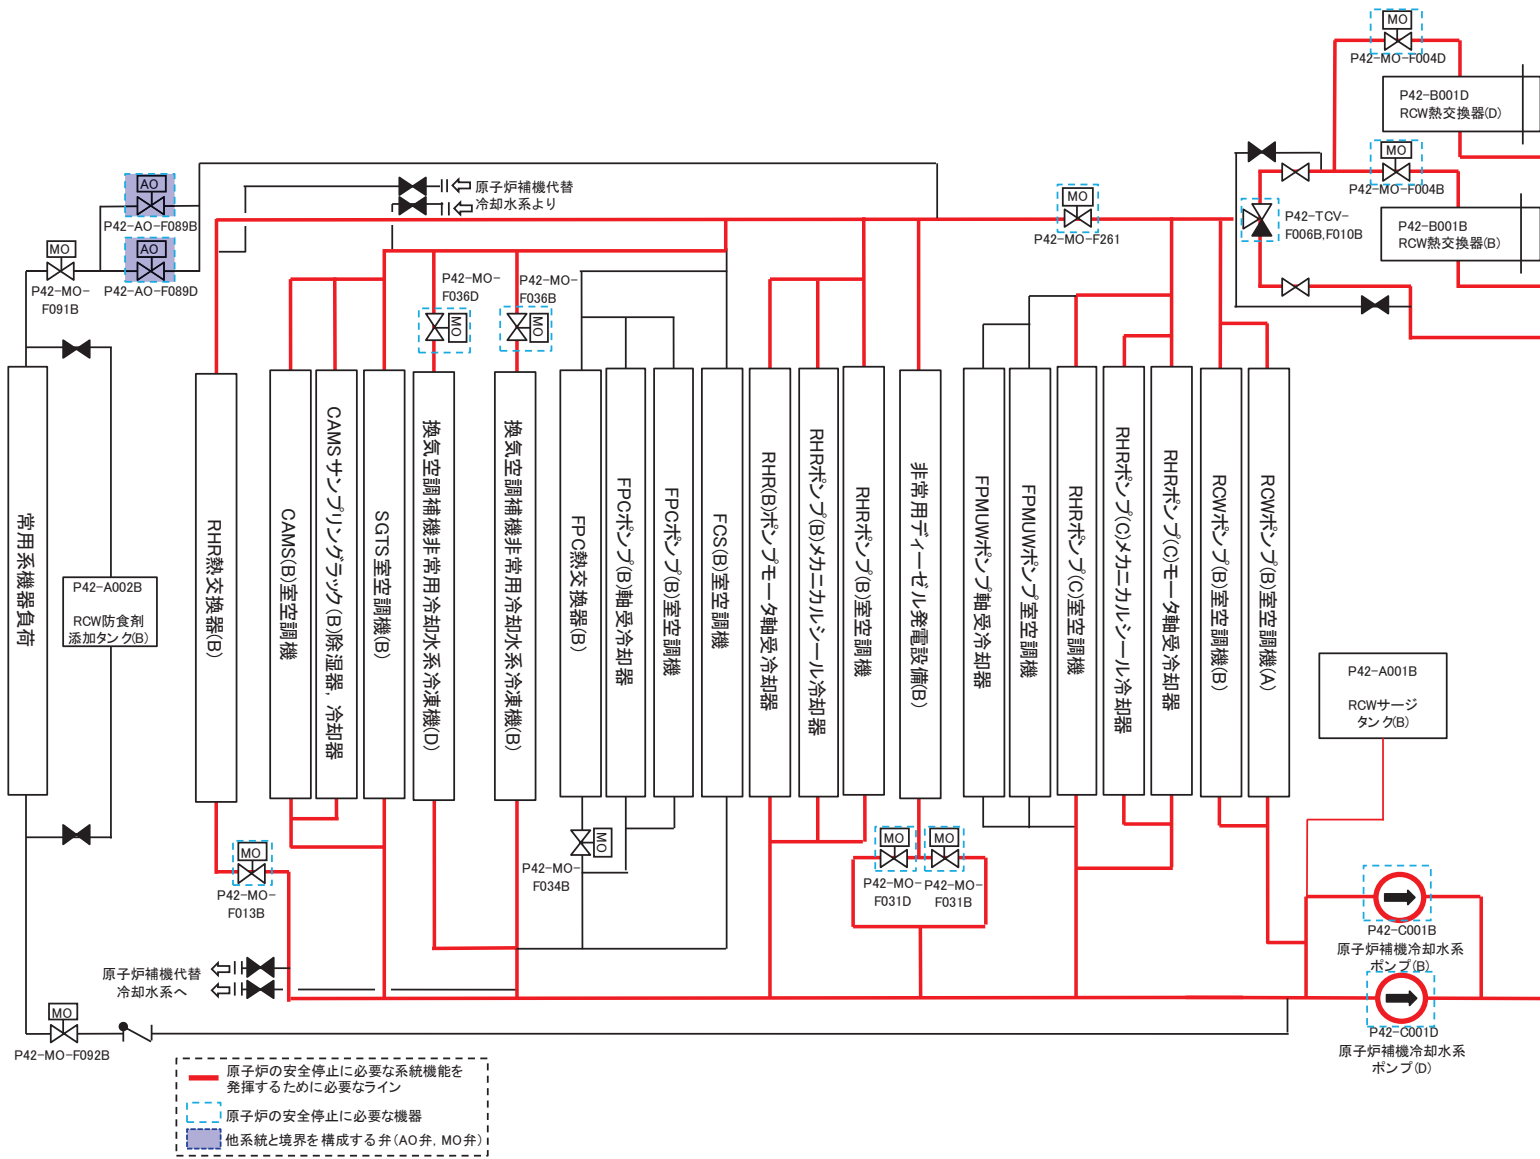 MO
P42-MO-F004D
P42-B001D
RCW熱交換器(D)
MO
P42-MO-F004B
P42-B001B
RCW熱交換器(B)
P42-TCV-
F006B,F010B
MO
P42-MO-F261
原子炉補機代替
冷却水系より
AO
P42-AO-F089B
AO
P42-AO-F089D
MO
P42-MO-
F091B
P42-MO-
F036D
MO
P42-MO-
F036B
MO
常用系機器負荷
P42-A002B
RCW防食剤
添加タンク(B)
RHR熱交換器(B)
CAMS(B)室空調機
CAMSサンプリングラック(B)除湿器, 冷却器
SGTS室空調機(B)
換気空調補機非常用冷却水系冷凍機(D)
換気空調補機非常用冷却水系冷凍機(B)
FPC熱交換器(B)
FPCポンプ(B)軸受冷却器
FPCポンプ(B)室空調機
FCS(B)室空調機
RHR(B)ポンプモータ軸受冷却器
RHRポンプ(B)メカニカルシール冷却器
RHRポンプ(B)室空調機
非常用ディーゼル発電設備(B)
FPMUWポンプ軸受冷却器
FPMUWポンプ室空調機
RHRポンプ(C)室空調機
RHRポンプ(C)メカニカルシール冷却器
RHRポンプ(C)モータ軸受冷却器
RCWポンプ(B)室空調機(B)
RCWポンプ(B)室空調機(A)
P42-A001B
RCWサージ
タンク(B)
MO
P42-MO-
F013B
MO
P42-MO-
F034B
MO
P42-MO-
F031D
MO
P42-MO-
F031B
P42-C001B
原子炉補機冷却水系
ポンプ(B)
P42-C001D
原子炉補機冷却水系
ポンプ(D)
原子炉補機代替
冷却水系へ
MO
P42-MO-F092B
原子炉の安全停止に必要な系統機能を
発揮するために必要なライン
原子炉の安全停止に必要な機器
他系統と境界を構成する弁(AO弁, MO弁)